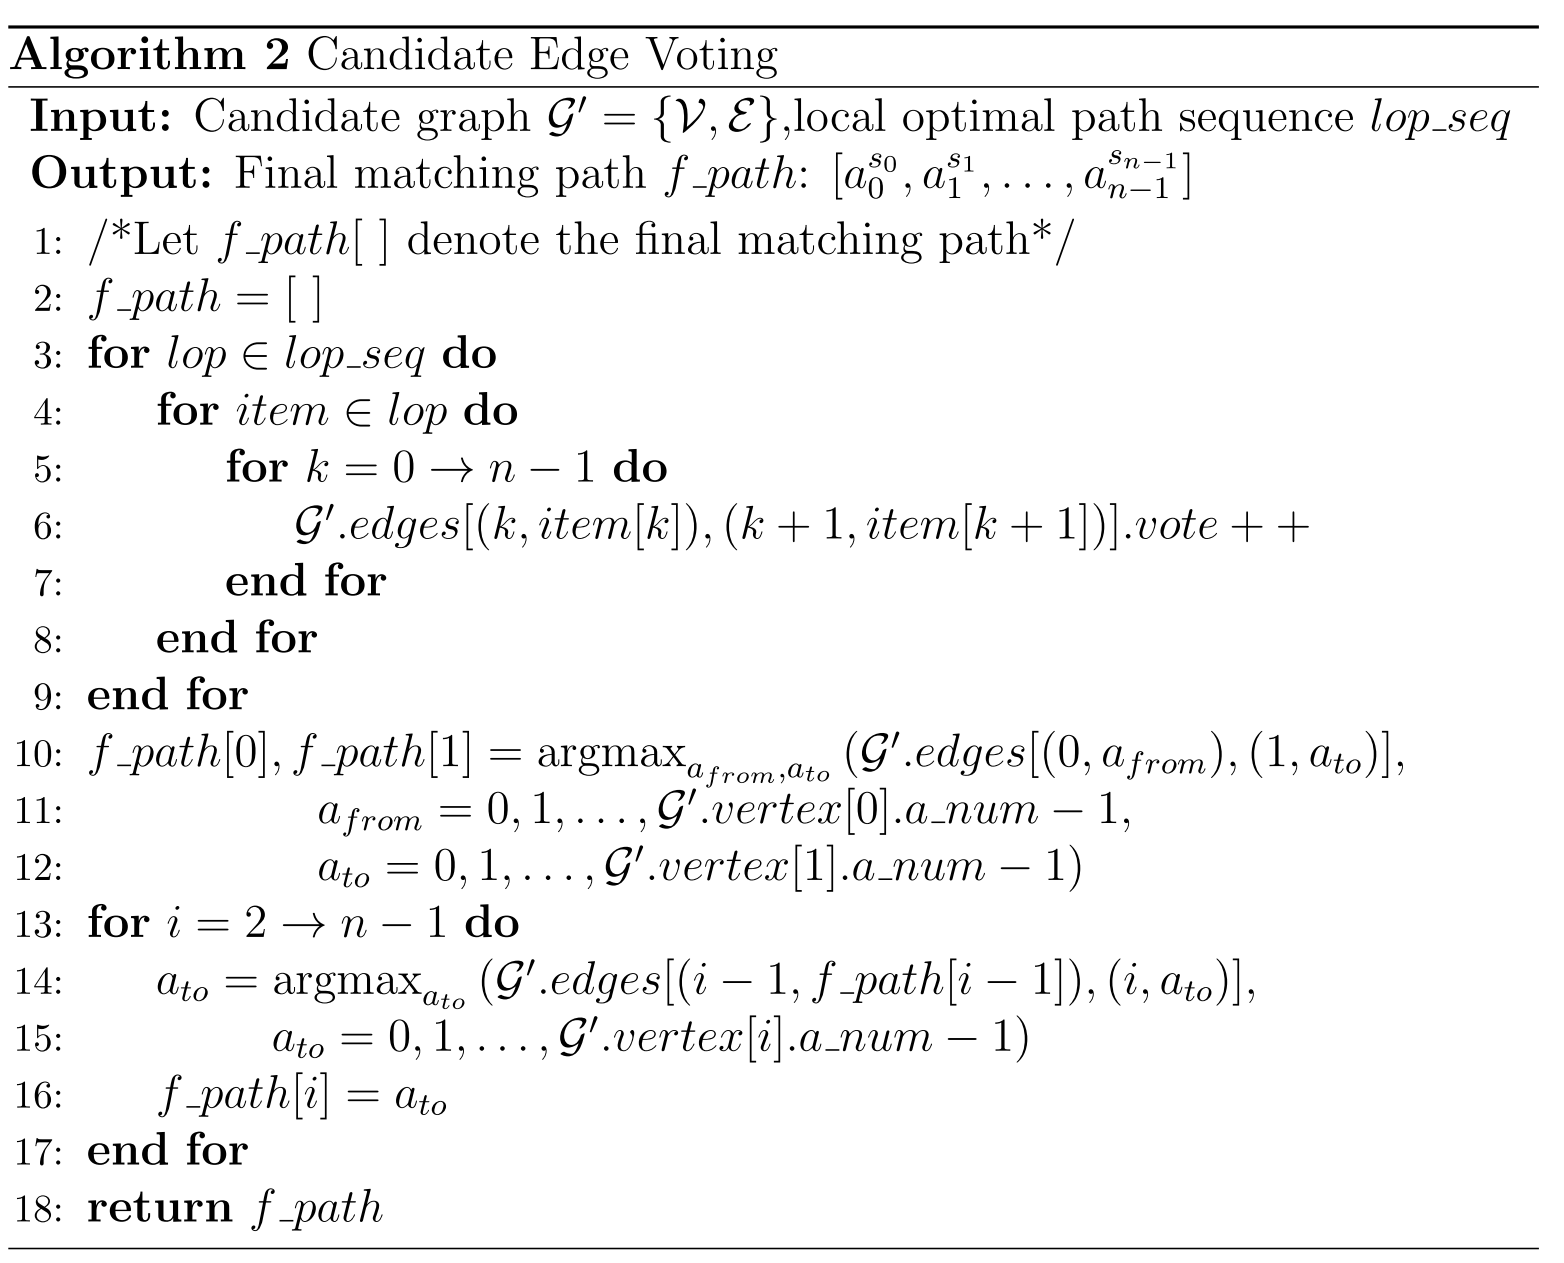 Algorithm 2 Candidate Edge Voting
Input: Candidate graph 𝒢′ = {𝒱, ℰ},local optimal path sequence lop_seq
Output: Final matching path f_path: [a_0^{s_0}, a_1^{s_1}, . . . , a_{n−1}^{s_{n−1}}]
1: /*Let f_path[ ] denote the final matching path*/
2: f_path = [ ]
3: for lop ∈ lop_seq do
4: for item ∈ lop do
5: for k = 0 → n − 1 do
6: 𝒢′.edges[(k, item[k]), (k + 1, item[k + 1])].vote + +
7: end for
8: end for
9: end for
10: f_path[0], f_path[1] = argmax_{a_{from},a_{to}} (𝒢′.edges[(0, a_{from}), (1, a_{to})],
11: a_{from} = 0, 1, . . . , 𝒢′.vertex[0].a_num − 1,
12: a_{to} = 0, 1, . . . , 𝒢′.vertex[1].a_num − 1)
13: for i = 2 → n − 1 do
14: a_{to} = argmax_{a_{to}} (𝒢′.edges[(i − 1, f_path[i − 1]), (i, a_{to})],
15: a_{to} = 0, 1, . . . , 𝒢′.vertex[i].a_num − 1)
16: f_path[i] = a_{to}
17: end for
18: return f_path